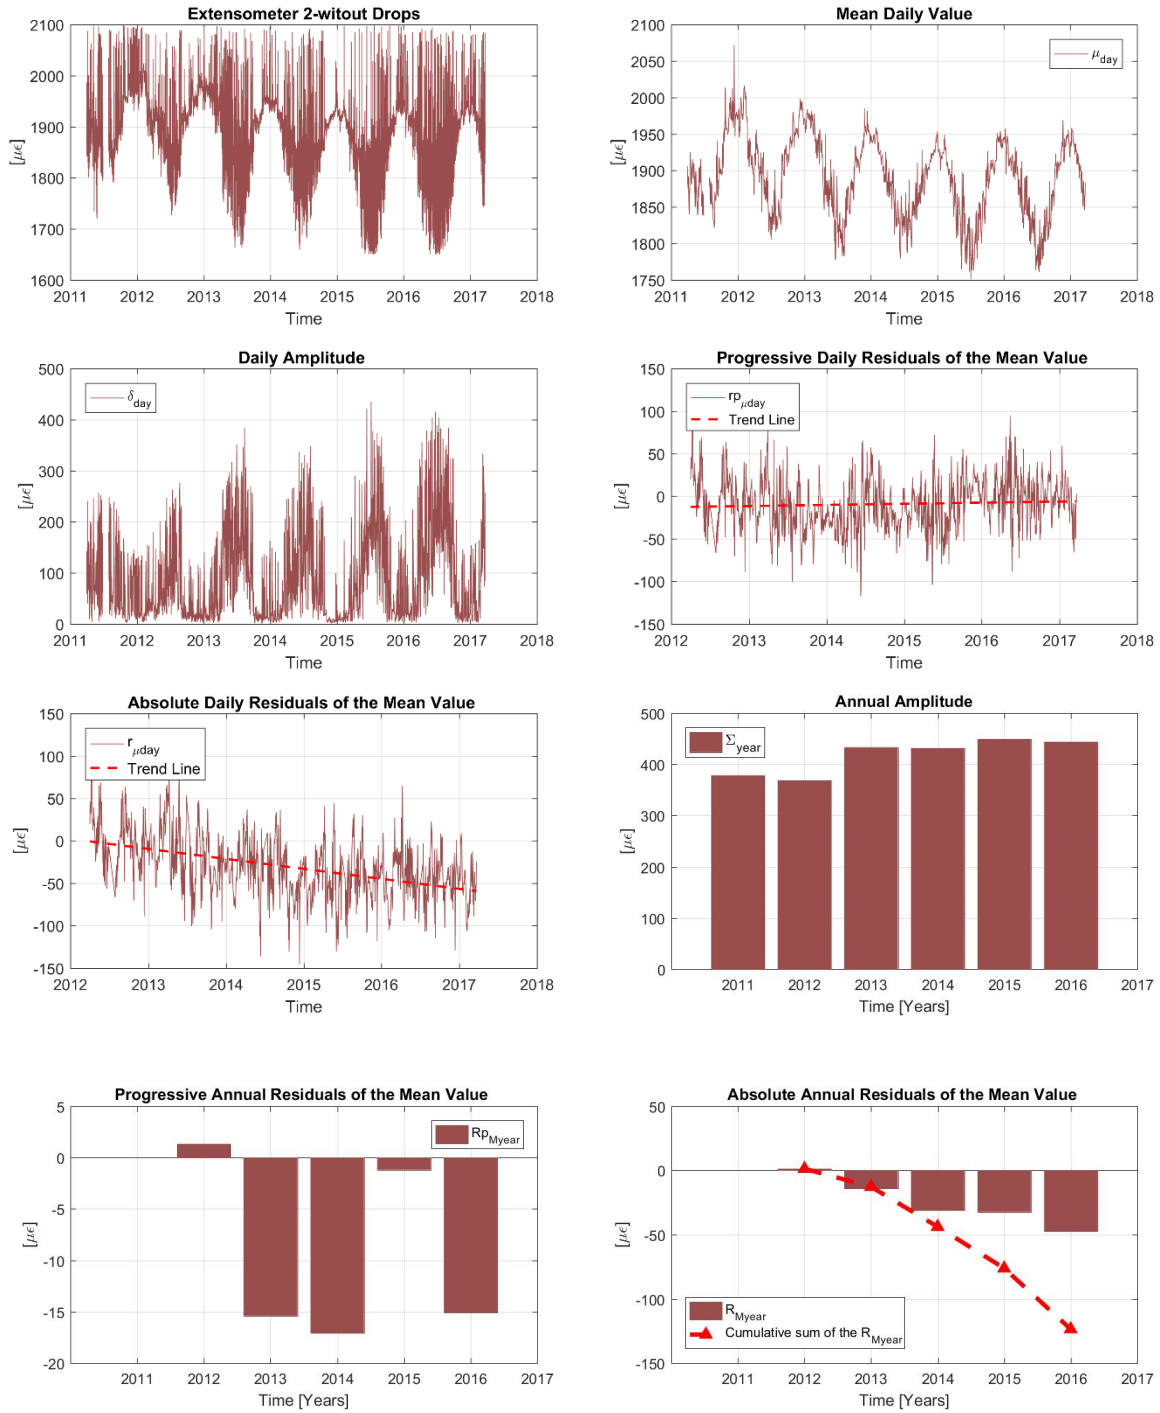 Extensometer 2-witout Drops
2100
2000
1900
1800
1700
1600
[με]
2011 2012 2013 2014 2015 2016 2017 2018
Time
Mean Daily Value
2100
2050
2000
1950
1900
1850
1800
1750
[με]
μday
2011 2012 2013 2014 2015 2016 2017 2018
Time
Daily Amplitude
500
400
300
200
100
0
[με]
δday
2011 2012 2013 2014 2015 2016 2017 2018
Time
Progressive Daily Residuals of the Mean Value
150
100
50
0
-50
-100
-150
[με]
rpμday
Trend Line
2012 2013 2014 2015 2016 2017 2018
Time
Absolute Daily Residuals of the Mean Value
150
100
50
0
-50
-100
-150
[με]
rμday
Trend Line
2012 2013 2014 2015 2016 2017 2018
Time
Annual Amplitude
500
400
300
200
100
0
[με]
Σyear
2011 2012 2013 2014 2015 2016 2017
Time [Years]
Progressive Annual Residuals of the Mean Value
5
0
-5
-10
-15
-20
[με]
RpMyear
2011 2012 2013 2014 2015 2016 2017
Time [Years]
Absolute Annual Residuals of the Mean Value
50
0
-50
-100
-150
[με]
RMyear
Cumulative sum of the RMyear
2011 2012 2013 2014 2015 2016 2017
Time [Years]